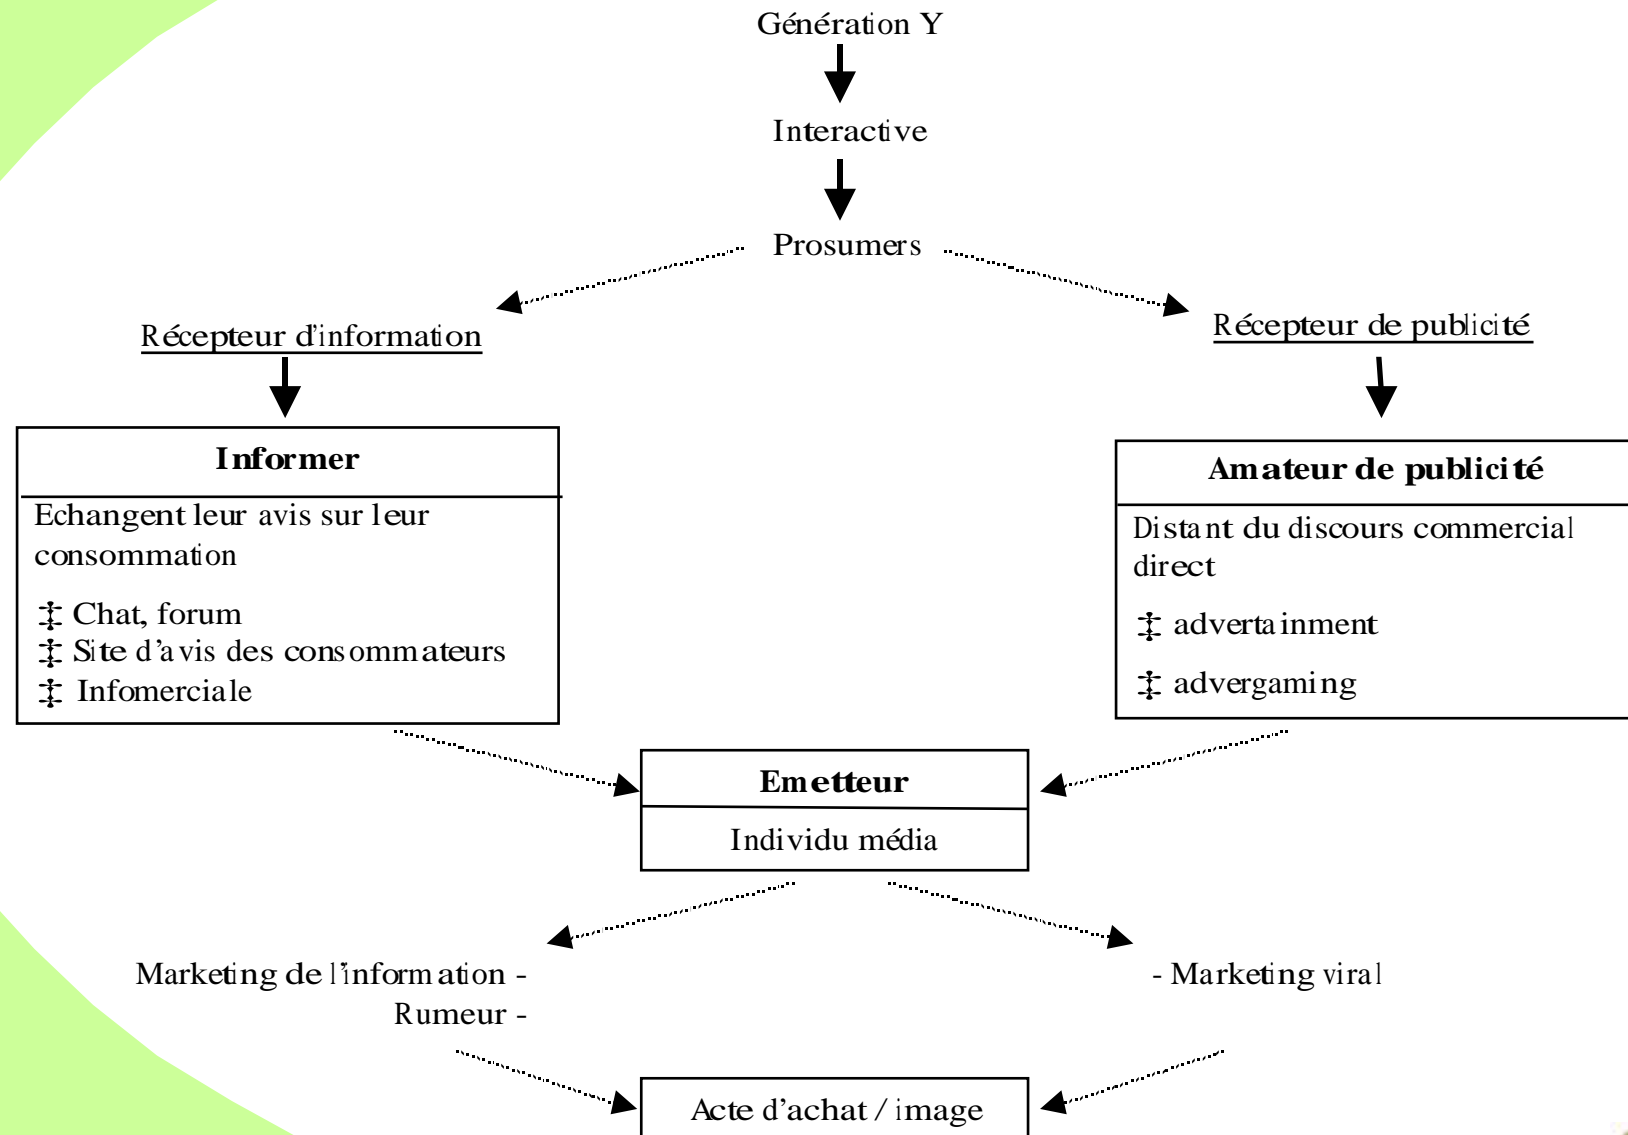 Génération Y
Interactive
Prosumers
Récepteur d'information
Récepteur de publicité
Informer
Echangent leur avis sur leur
consommation
‡ Chat, forum
‡ Site d'avis des consommateurs
‡ Infomerciale
Amateur de publicité
Distant du discours commercial
direct
‡ advertainment
‡ advergaming
Emetteur
Individu média
Marketing de l'information -
Rumeur -
- Marketing viral
Acte d'achat / image